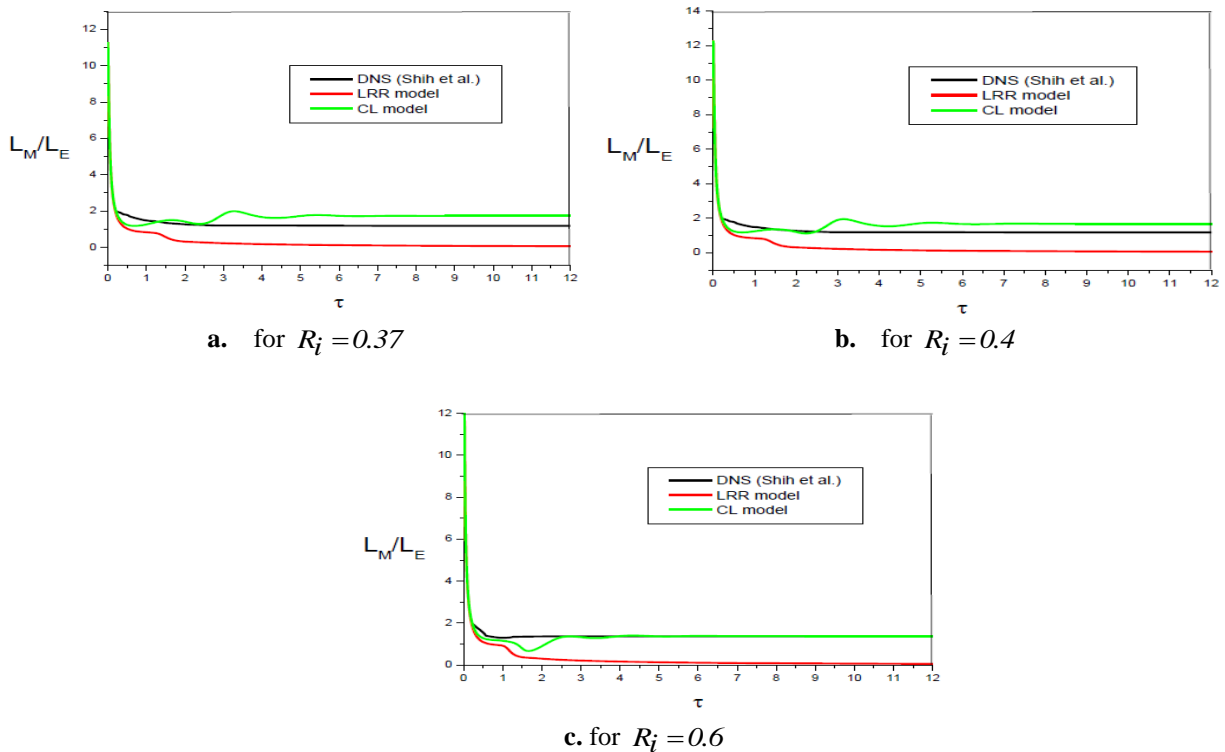 12
10
8
6
4
2
0
L_M/L_E
DNS (Shih et al.)
LRR model
CL model
0 1 2 3 4 5 6 7 8 9 10 11 12
τ
a. for R_i = 0.37
14
12
10
8
6
4
2
0
L_M/L_E
DNS (Shih et al.)
LRR model
CL model
0 1 2 3 4 5 6 7 8 9 10 11 12
τ
b. for R_i = 0.4
12
10
8
6
4
2
0
L_M/L_E
DNS (Shih et al.)
LRR model
CL model
0 1 2 3 4 5 6 7 8 9 10 11 12
τ
c. for R_i = 0.6